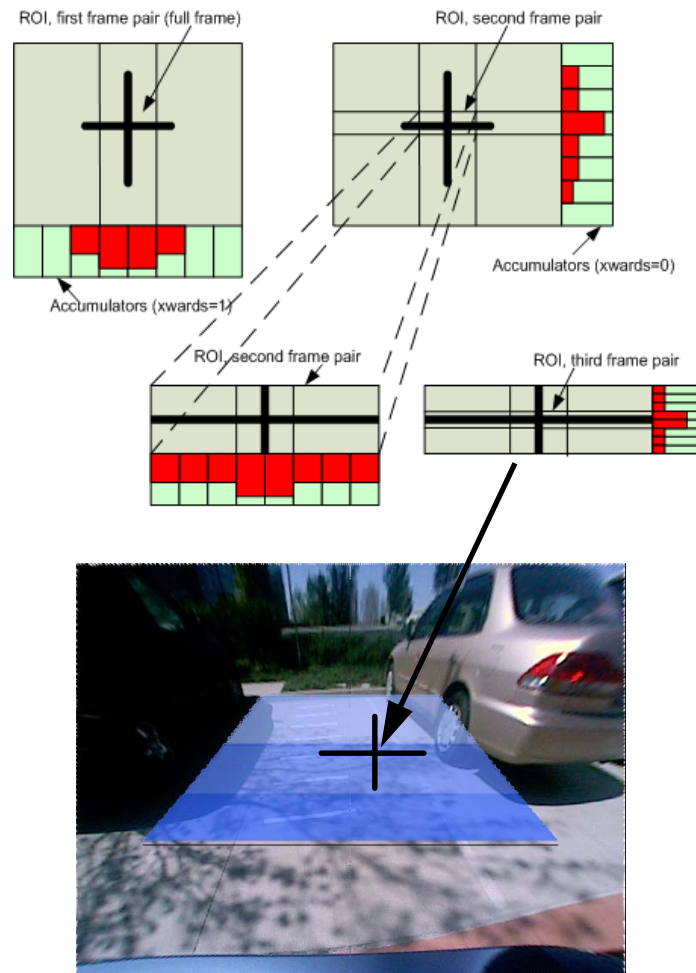 ROI, first frame pair (full frame)
ROI, second frame pair
Accumulators (xwards=0)
Accumulators (xwards=1)
ROI, second frame pair
ROI, third frame pair